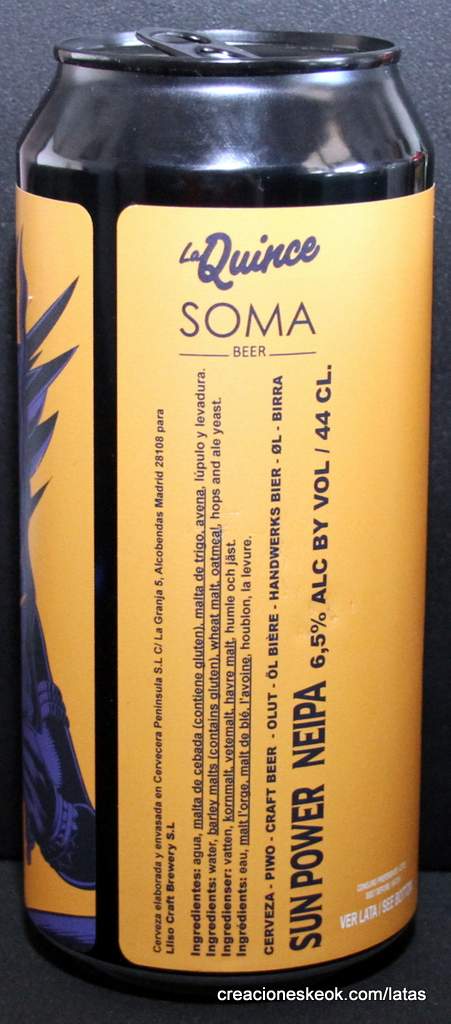 La Quince
SOMA
BEER
Cerveza elaborada y envasada en Cervecera Península S.L C/ La Granja 5, Alcobendas Madrid 28108 para
Liso Craft Brewery S.L
Ingredientes: agua, malta de cebada (contiene gluten), malta de trigo, avena, lúpulo y levadura.
Ingredients: water, barley malts (contains gluten), wheat malt, oatmeal, hops and ale yeast.
Ingredienser: vatten, kornmalt, vetemalt, havre malt, humle och jäst.
Ingrédients: eau, malt l'orge, malt de blé, l'avoine, houblon, la levure.
CERVEZA - PIWO - CRAFT BEER - OLUT - ÖL BIÈRE - HANDWERKS BIER - ØL - BIRRA
SUN POWER NEIPA 6,5% ALC BY VOL / 44 CL.
VER LATA / SEE BOTTOM
creacioneskeok.com/latas